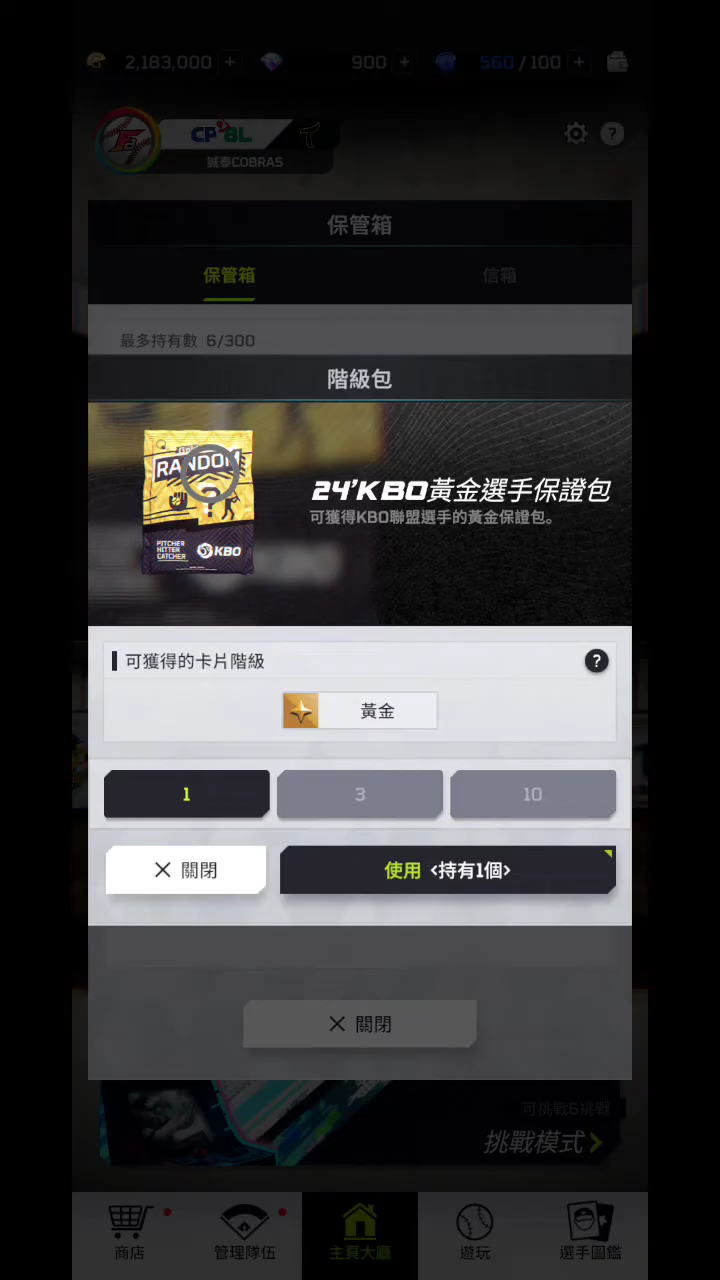 2,183,000 + 900 + 560/100 +
CPBL
誠泰COBRAS
?
保管箱
保管箱 信箱
最多持有數 6/300
階級包
RANDOM
24'KBO黃金選手保證包
可獲得KBO聯盟選手的黃金保證包。
PITCHER
HITTER
CATCHER
KBO
可獲得的卡片階級 ?
黃金
1 3 10
關閉 使用 <持有1個>
關閉
可挑戰6挑戰
挑戰模式
商店 管理隊伍 主頁大廳 遊玩 選手圖鑑